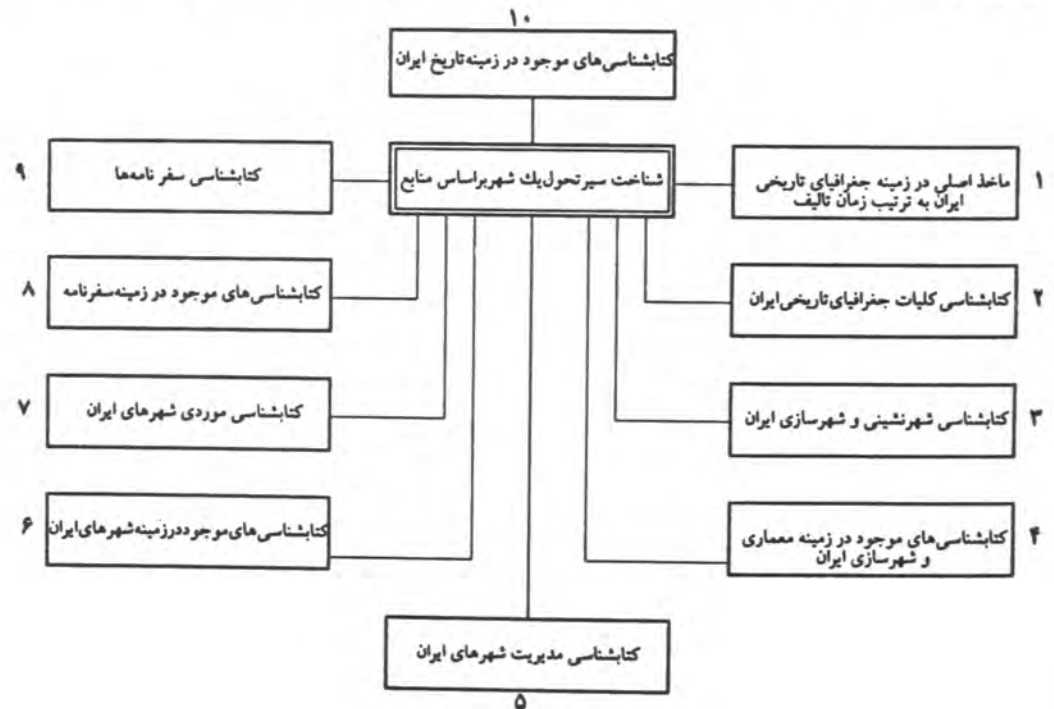 ۱۰
کتابشناسی‌های موجود در زمینه تاریخ ایران
شناخت سیر تحول یك شهر براساس منابع
۱
ماخذ اصلی در زمینه جغرافیای تاریخی
ایران به ترتیب زمان تالیف
۲
کتابشناسی کلیات جغرافیای تاریخی ایران
۳
کتابشناسی شهرنشینی و شهرسازی ایران
۴
کتابشناسی‌های موجود در زمینه معماری
و شهرسازی ایران
کتابشناسی مدیریت شهرهای ایران
۵
۶
کتابشناسی‌های موجود در زمینه شهرهای ایران
۷
کتابشناسی موردی شهرهای ایران
۸
کتابشناسی‌های موجود در زمینه سفرنامه
۹
کتابشناسی سفر نامه‌ها